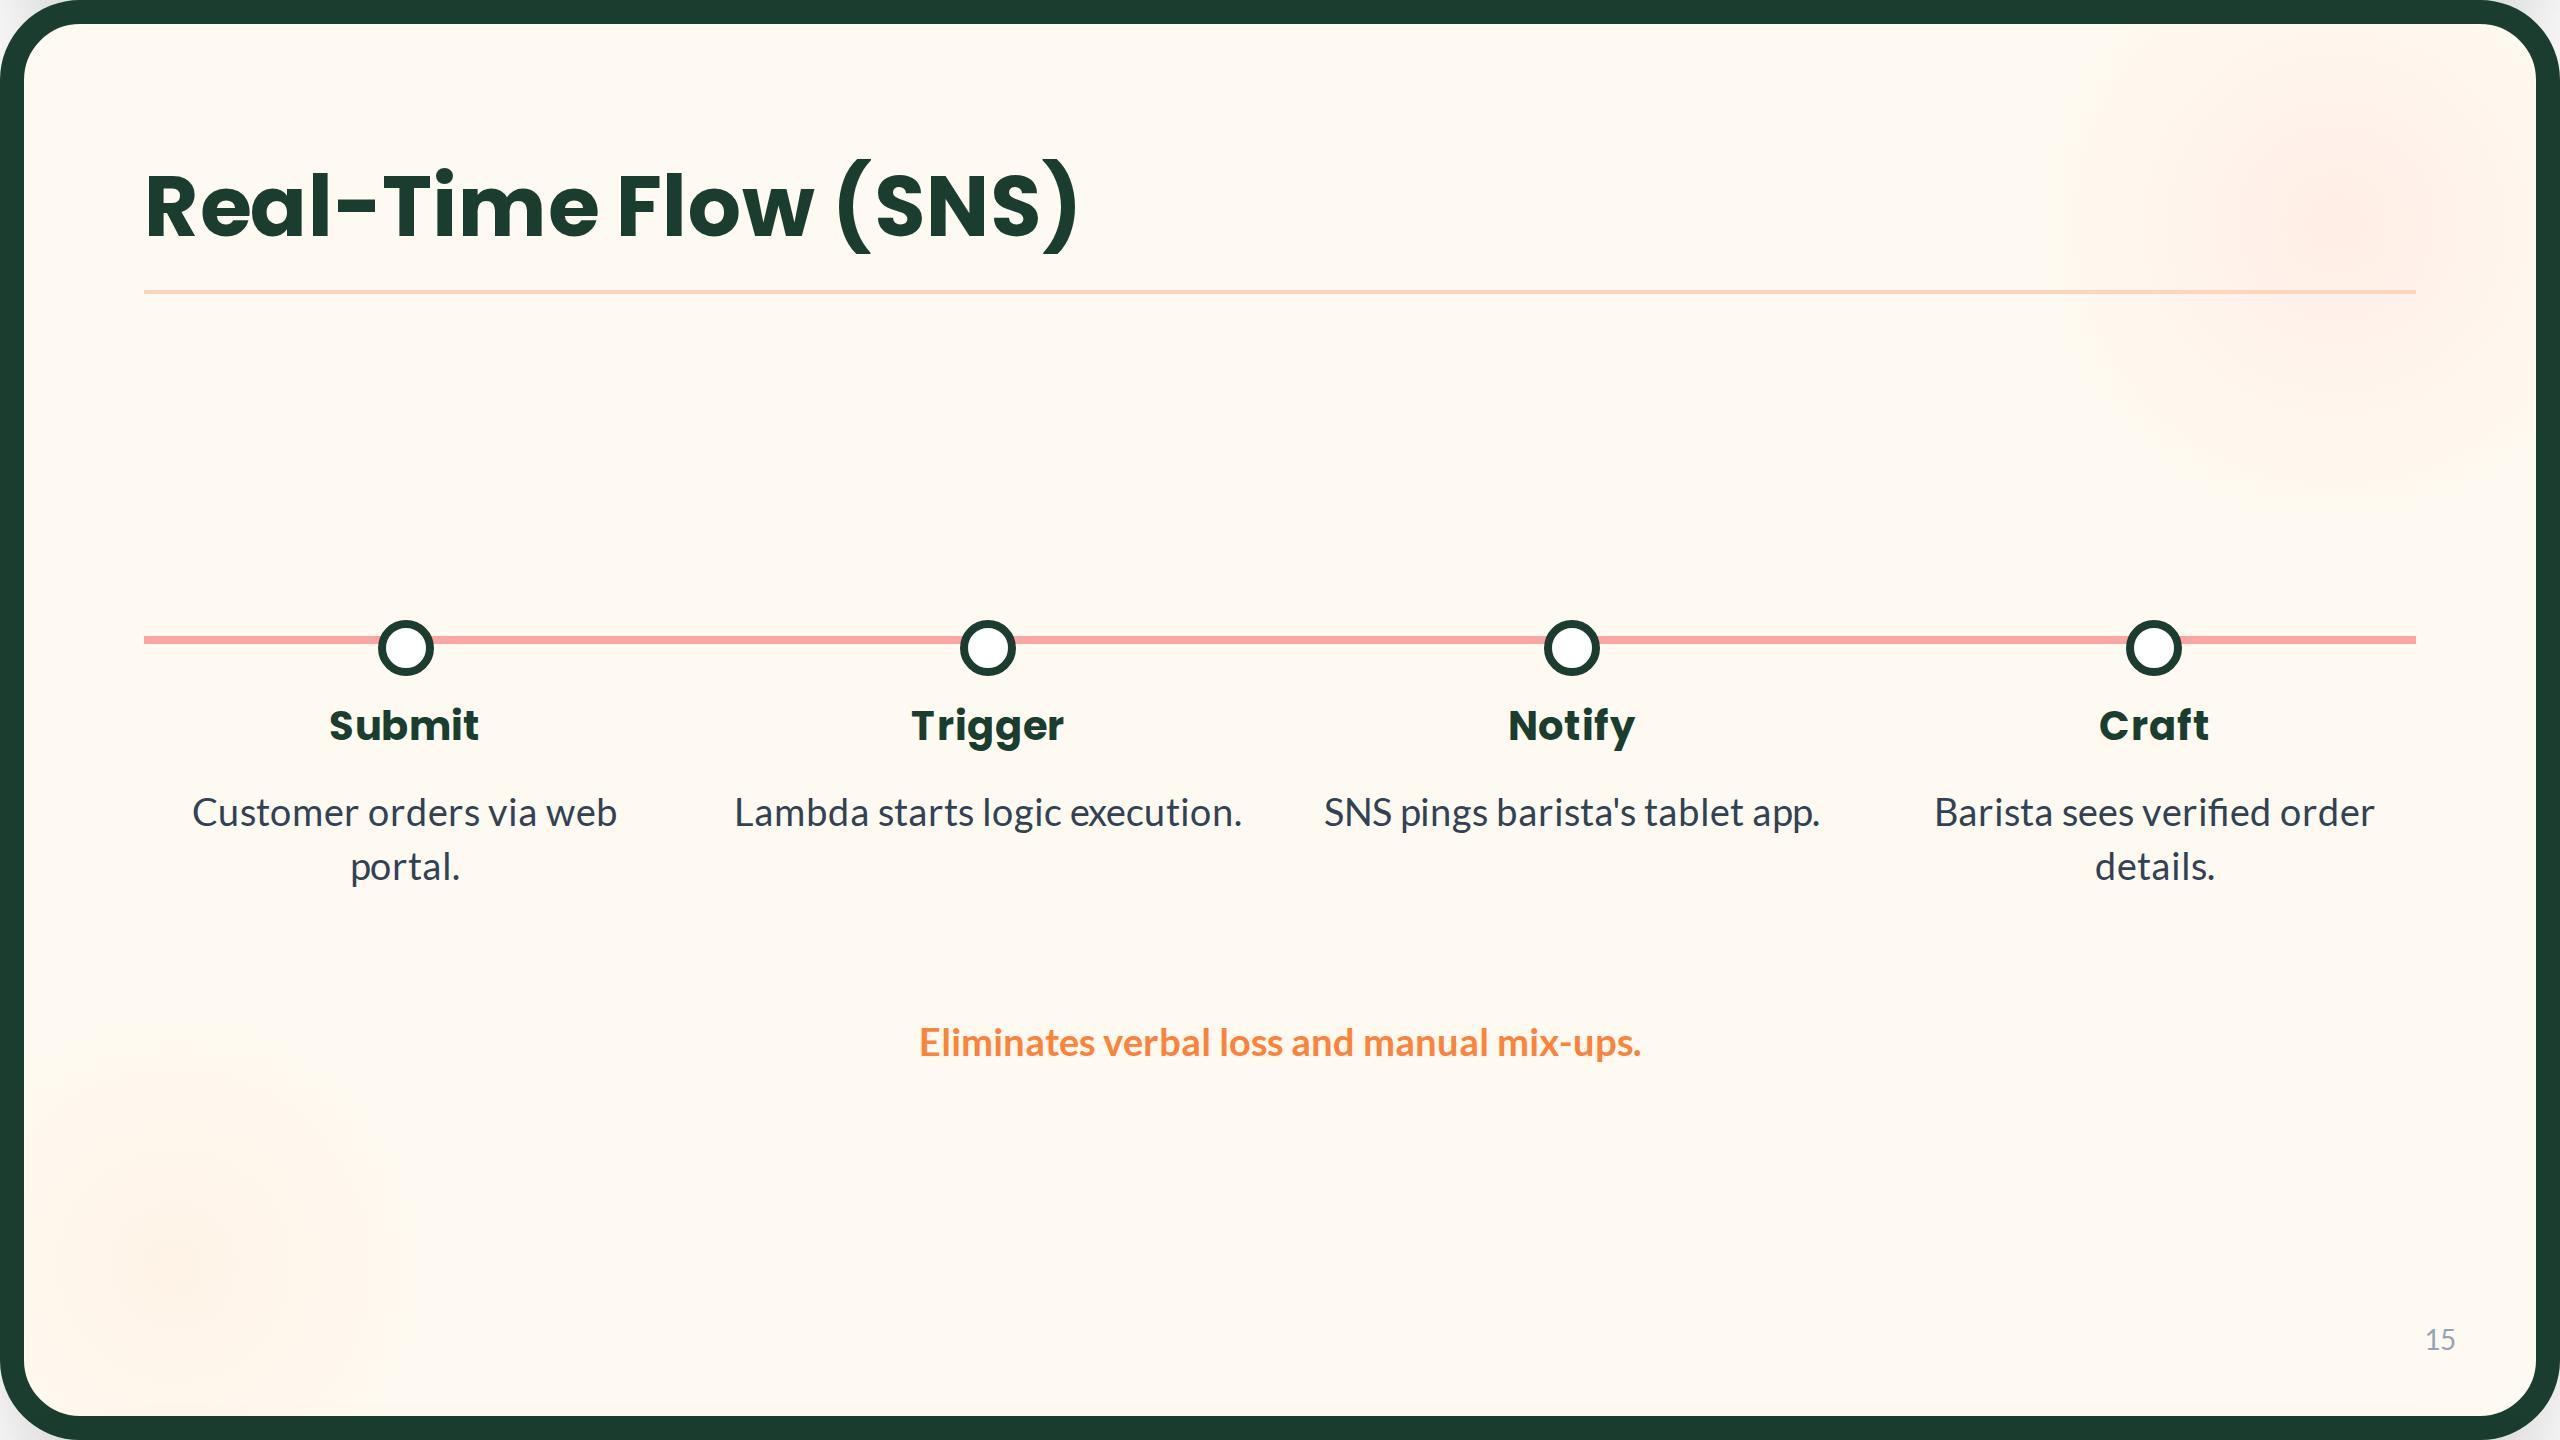 Real-Time Flow (SNS)
Submit
Customer orders via web
portal.
Trigger
Lambda starts logic execution.
Notify
SNS pings barista's tablet app.
Craft
Barista sees verified order
details.
Eliminates verbal loss and manual mix-ups.
15